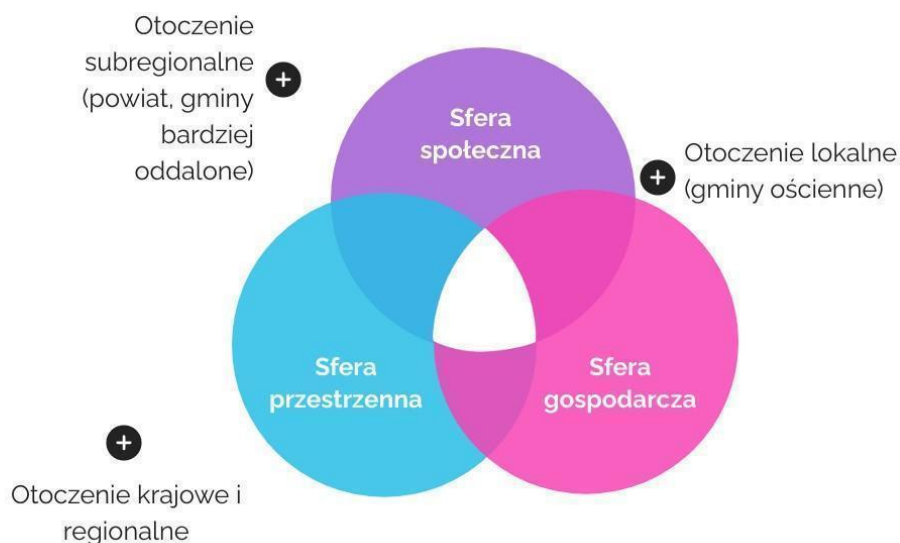 Otoczenie
subregionalne
(powiat, gminy
bardziej
oddalone)
Sfera
społeczna
Otoczenie lokalne
(gminy ościenne)
Sfera
przestrzenna
Sfera
gospodarcza
Otoczenie krajowe i
regionalne